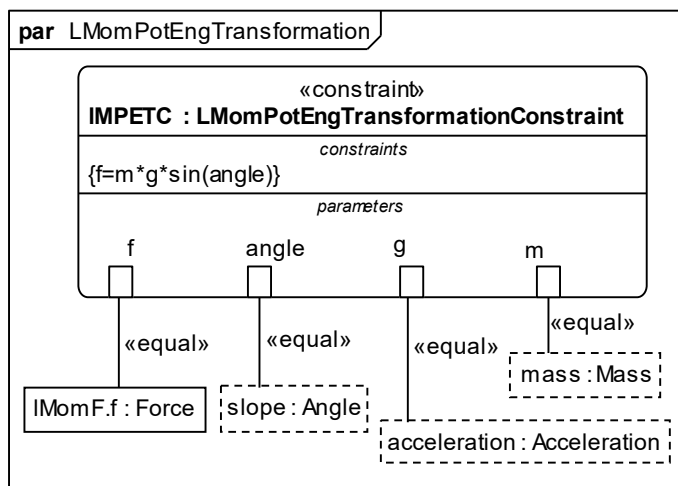 par LMomPotEngTransformation
«constraint»
lMPETC : LMomPotEngTransformationConstraint
constraints
{f=m*g*sin(angle)}
parameters
f angle g m
«equal» «equal» «equal» «equal»
lMomF.f : Force
slope : Angle
acceleration : Acceleration
mass : Mass